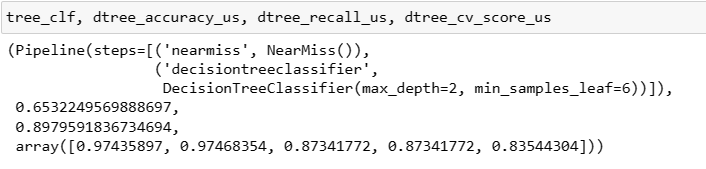 tree_clf, dtree_accuracy_us, dtree_recall_us, dtree_cv_score_us
(Pipeline(steps=[('nearmiss', NearMiss()),
('decisiontreeclassifier',
DecisionTreeClassifier(max_depth=2, min_samples_leaf=6))]),
0.6532249569888697,
0.8979591836734694,
array([0.97435897, 0.97468354, 0.87341772, 0.87341772, 0.83544304]))